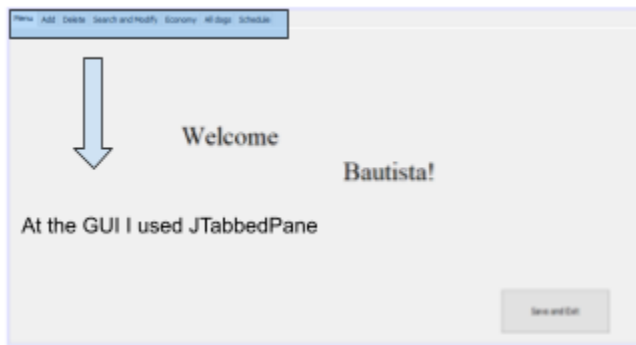 Menu Add Delete Search and Modify Economy All dogs Schedule
Welcome
Bautista!
At the GUI I used JTabbedPane
Save and Exit